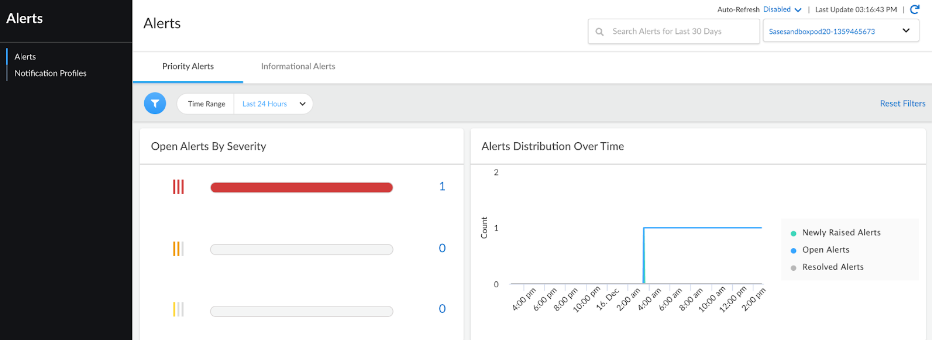 Alerts
Alerts
Notification Profiles
Alerts
Auto-Refresh Disabled | Last Update 03:16:43 PM |
Search Alerts for Last 30 Days
Sasesandboxpod20-1359465673
Priority Alerts
Informational Alerts
Time Range
Last 24 Hours
Reset Filters
Open Alerts By Severity
1
0
0
Alerts Distribution Over Time
2
1
0
Count
4:00 pm
6:00 pm
8:00 pm
10:00 pm
16. Dec
2:00 am
4:00 am
6:00 am
8:00 am
10:00 am
12:00 pm
2:00 pm
Newly Raised Alerts
Open Alerts
Resolved Alerts